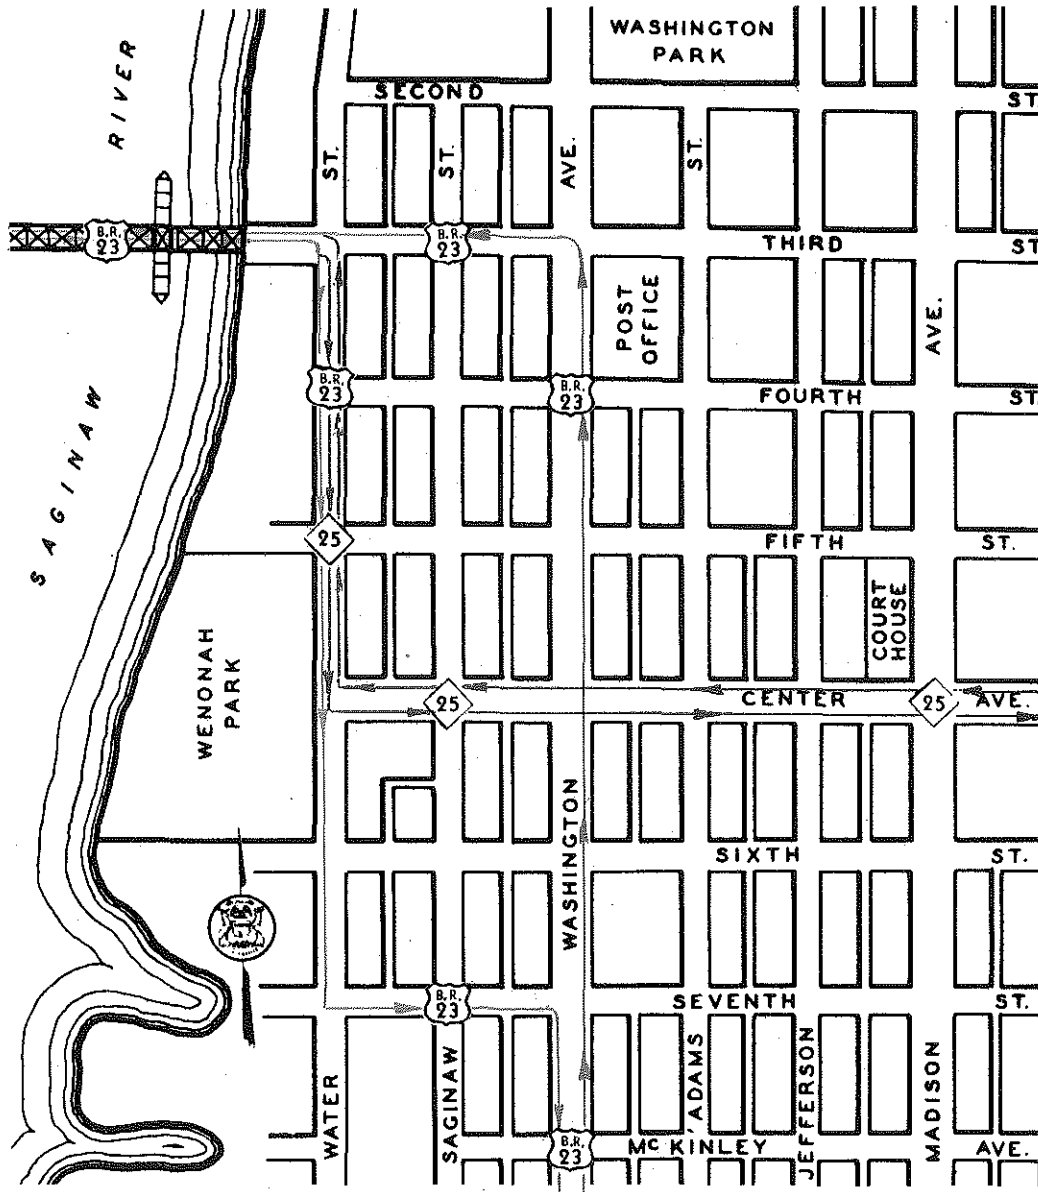 WASHINGTON
PARK
SECOND
ST.
RIVER
ST.
ST.
AVE.
ST.
B.R.
23
B.R.
23
THIRD
ST.
POST
OFFICE
AVE.
B.R.
23
B.R.
23
FOURTH
ST.
SAGINAW
25
FIFTH
ST.
COURT
HOUSE
WENONAH
PARK
25
CENTER
25
AVE.
WASHINGTON
SIXTH
ST.
B.R.
23
SEVENTH
ST.
WATER
SAGINAW
ADAMS
JEFFERSON
MADISON
B.R.
23
Mc KINLEY
AVE.